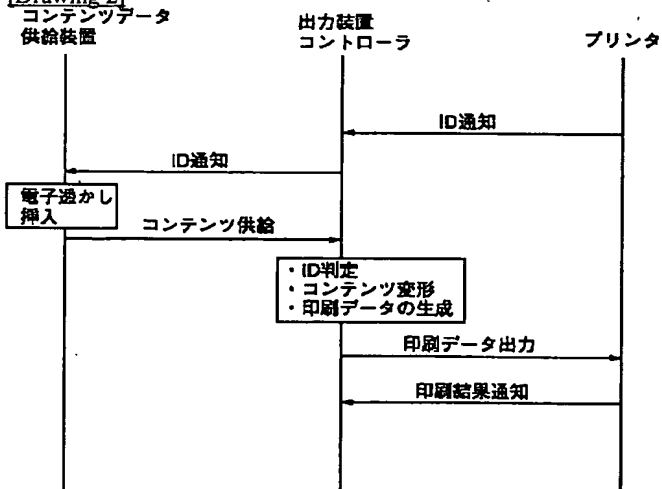 [Drawing 2]
コンテンツデータ
供給装置
出力装置
コントローラ
プリンタ
ID通知
ID通知
電子透かし
挿入
コンテンツ供給
・ID判定
・コンテンツ変形
・印刷データの生成
印刷データ出力
印刷結果通知